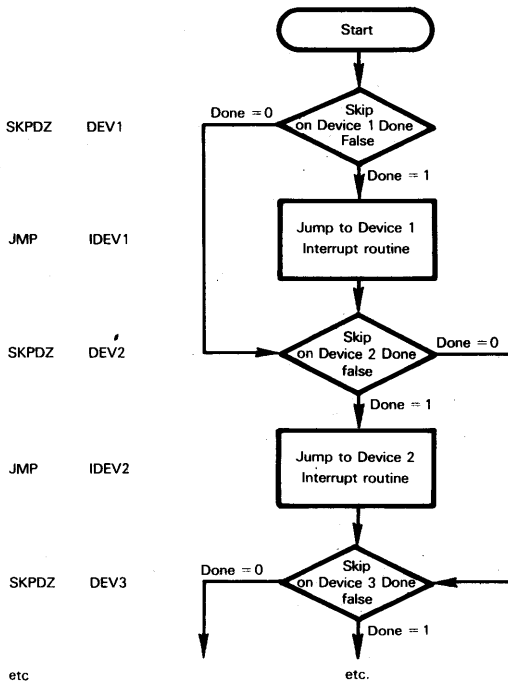 Start
Done = 0
Skip
SKPDZ DEV1
on Device 1 Done
False
Done = 1
Jump to Device 1
JMP IDEV1
Interrupt routine
Skip
Done = 0
SKPDZ DEV2
on Device 2 Done
false
Done = 1
Jump to Device 2
JMP IDEV2
Interrupt routine
Done = 0
Skip
SKPDZ DEV3
on Device 3 Done
false
Done = 1
etc
etc.